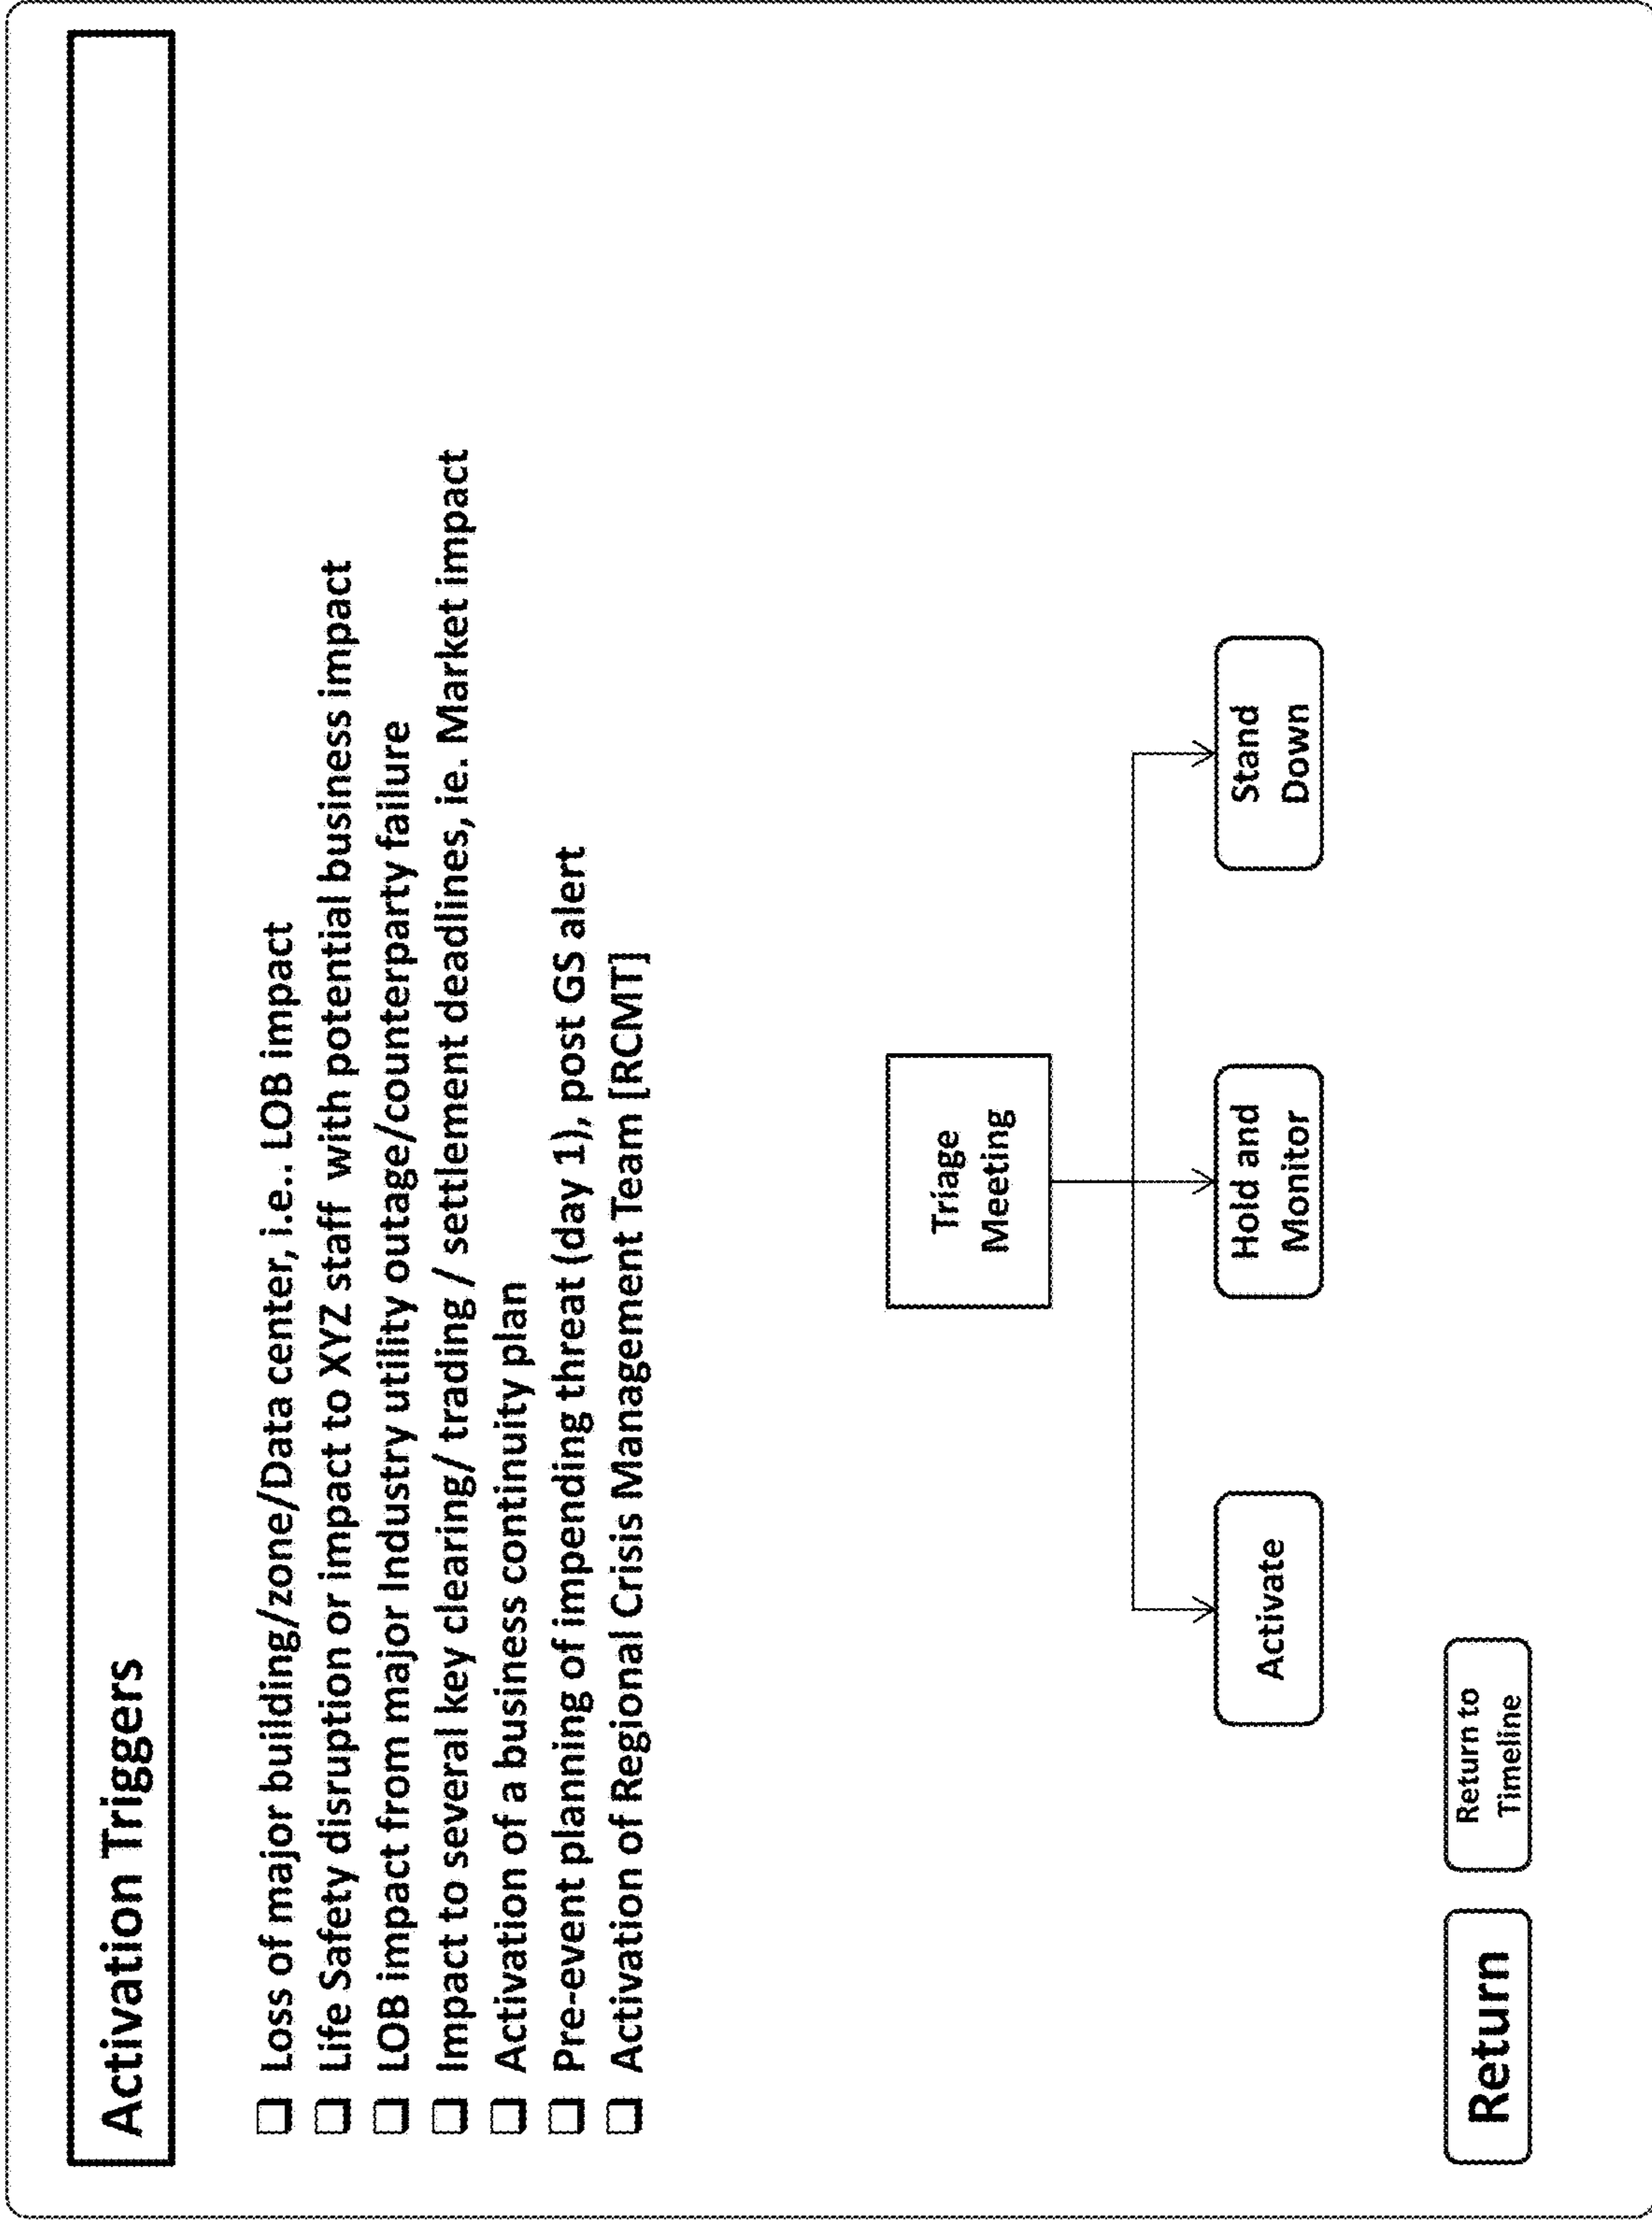 Activation Triggers
Loss of major building/zone/Data center, i.e.. LOB impact
Life Safety disruption or impact to XYZ staff with potential business impact
LOB impact from major Industry utility outage/counterparty failure
Impact to several key clearing/ trading / settlement deadlines, ie. Market impact
Activation of a business continuity plan
Pre-event planning of impending threat (day 1), post GS alert
Activation of Regional Crisis Management Team [RCMT]
Triage
Meeting
Activate
Hold and
Monitor
Stand
Down
Return
Return to
Timeline